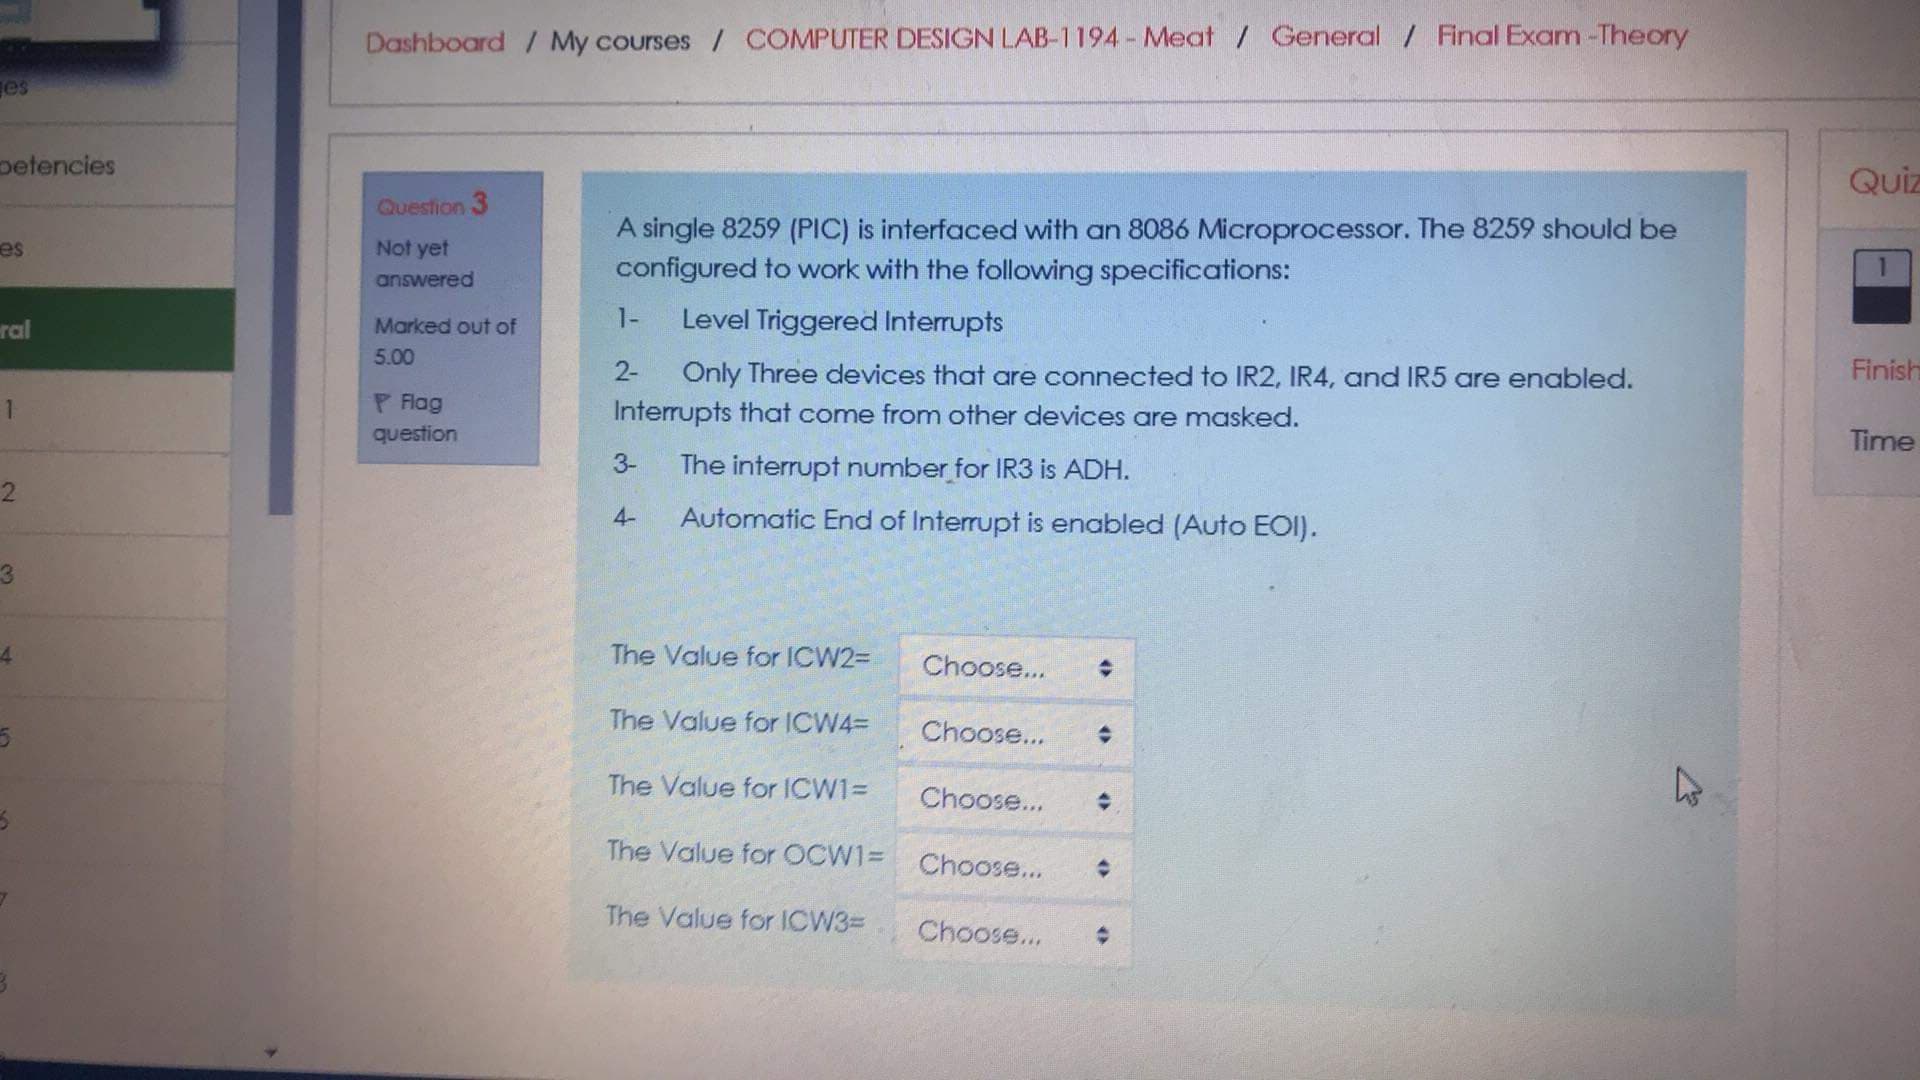 Dashboard / My courses / COMPUTER DESIGN LAB-1194 - Meat / General / Final Exam -Theory
ges
petencies
es
ral
1
2
3
4
5
Question 3
Not yet
answered
Marked out of
5.00
Flag
question
A single 8259 (PIC) is interfaced with an 8086 Microprocessor. The 8259 should be
configured to work with the following specifications:
1- Level Triggered Interrupts
2- Only Three devices that are connected to IR2, IR4, and IR5 are enabled.
Interrupts that come from other devices are masked.
3- The interrupt number for IR3 is ADH.
4- Automatic End of Interrupt is enabled (Auto EOI).
The Value for ICW2= Choose...
The Value for ICW4= Choose...
The Value for ICW1= Choose...
The Value for OCW1= Choose...
The Value for ICW3= Choose...
Quiz
1
Finish
Time